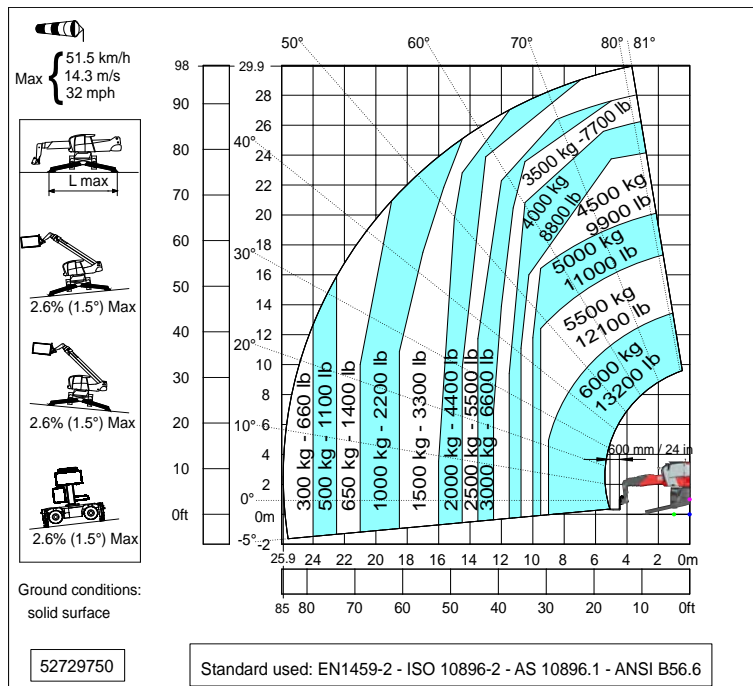 Max { 51.5 km/h
14.3 m/s
32 mph
L max
2.6% (1.5°) Max
2.6% (1.5°) Max
2.6% (1.5°) Max
Ground conditions:
solid surface
52729750
98
90
80
70
60
50
40
30
20
10
0ft
29.9
28
26
24
22
20
18
16
14
12
10
8
6
4
2
0m
-2
-5°
0°
10°
20°
30°
40°
50°
60°
70°
80°
81°
300 kg - 660 lb
500 kg - 1100 lb
650 kg - 1400 lb
1000 kg - 2200 lb
1500 kg - 3300 lb
2000 kg - 4400 lb
2500 kg - 5500 lb
3000 kg - 6600 lb
3500 kg -7700 lb
4000 kg
8800 lb
4500 kg
9900 lb
5000 kg
11000 lb
5500 kg
12100 lb
6000 kg
13200 lb
600 mm / 24 in
25.9 24 22 20 18 16 14 12 10 8 6 4 2 0m
85 80 70 60 50 40 30 20 10 0ft
Standard used: EN1459-2 - ISO 10896-2 - AS 10896.1 - ANSI B56.6